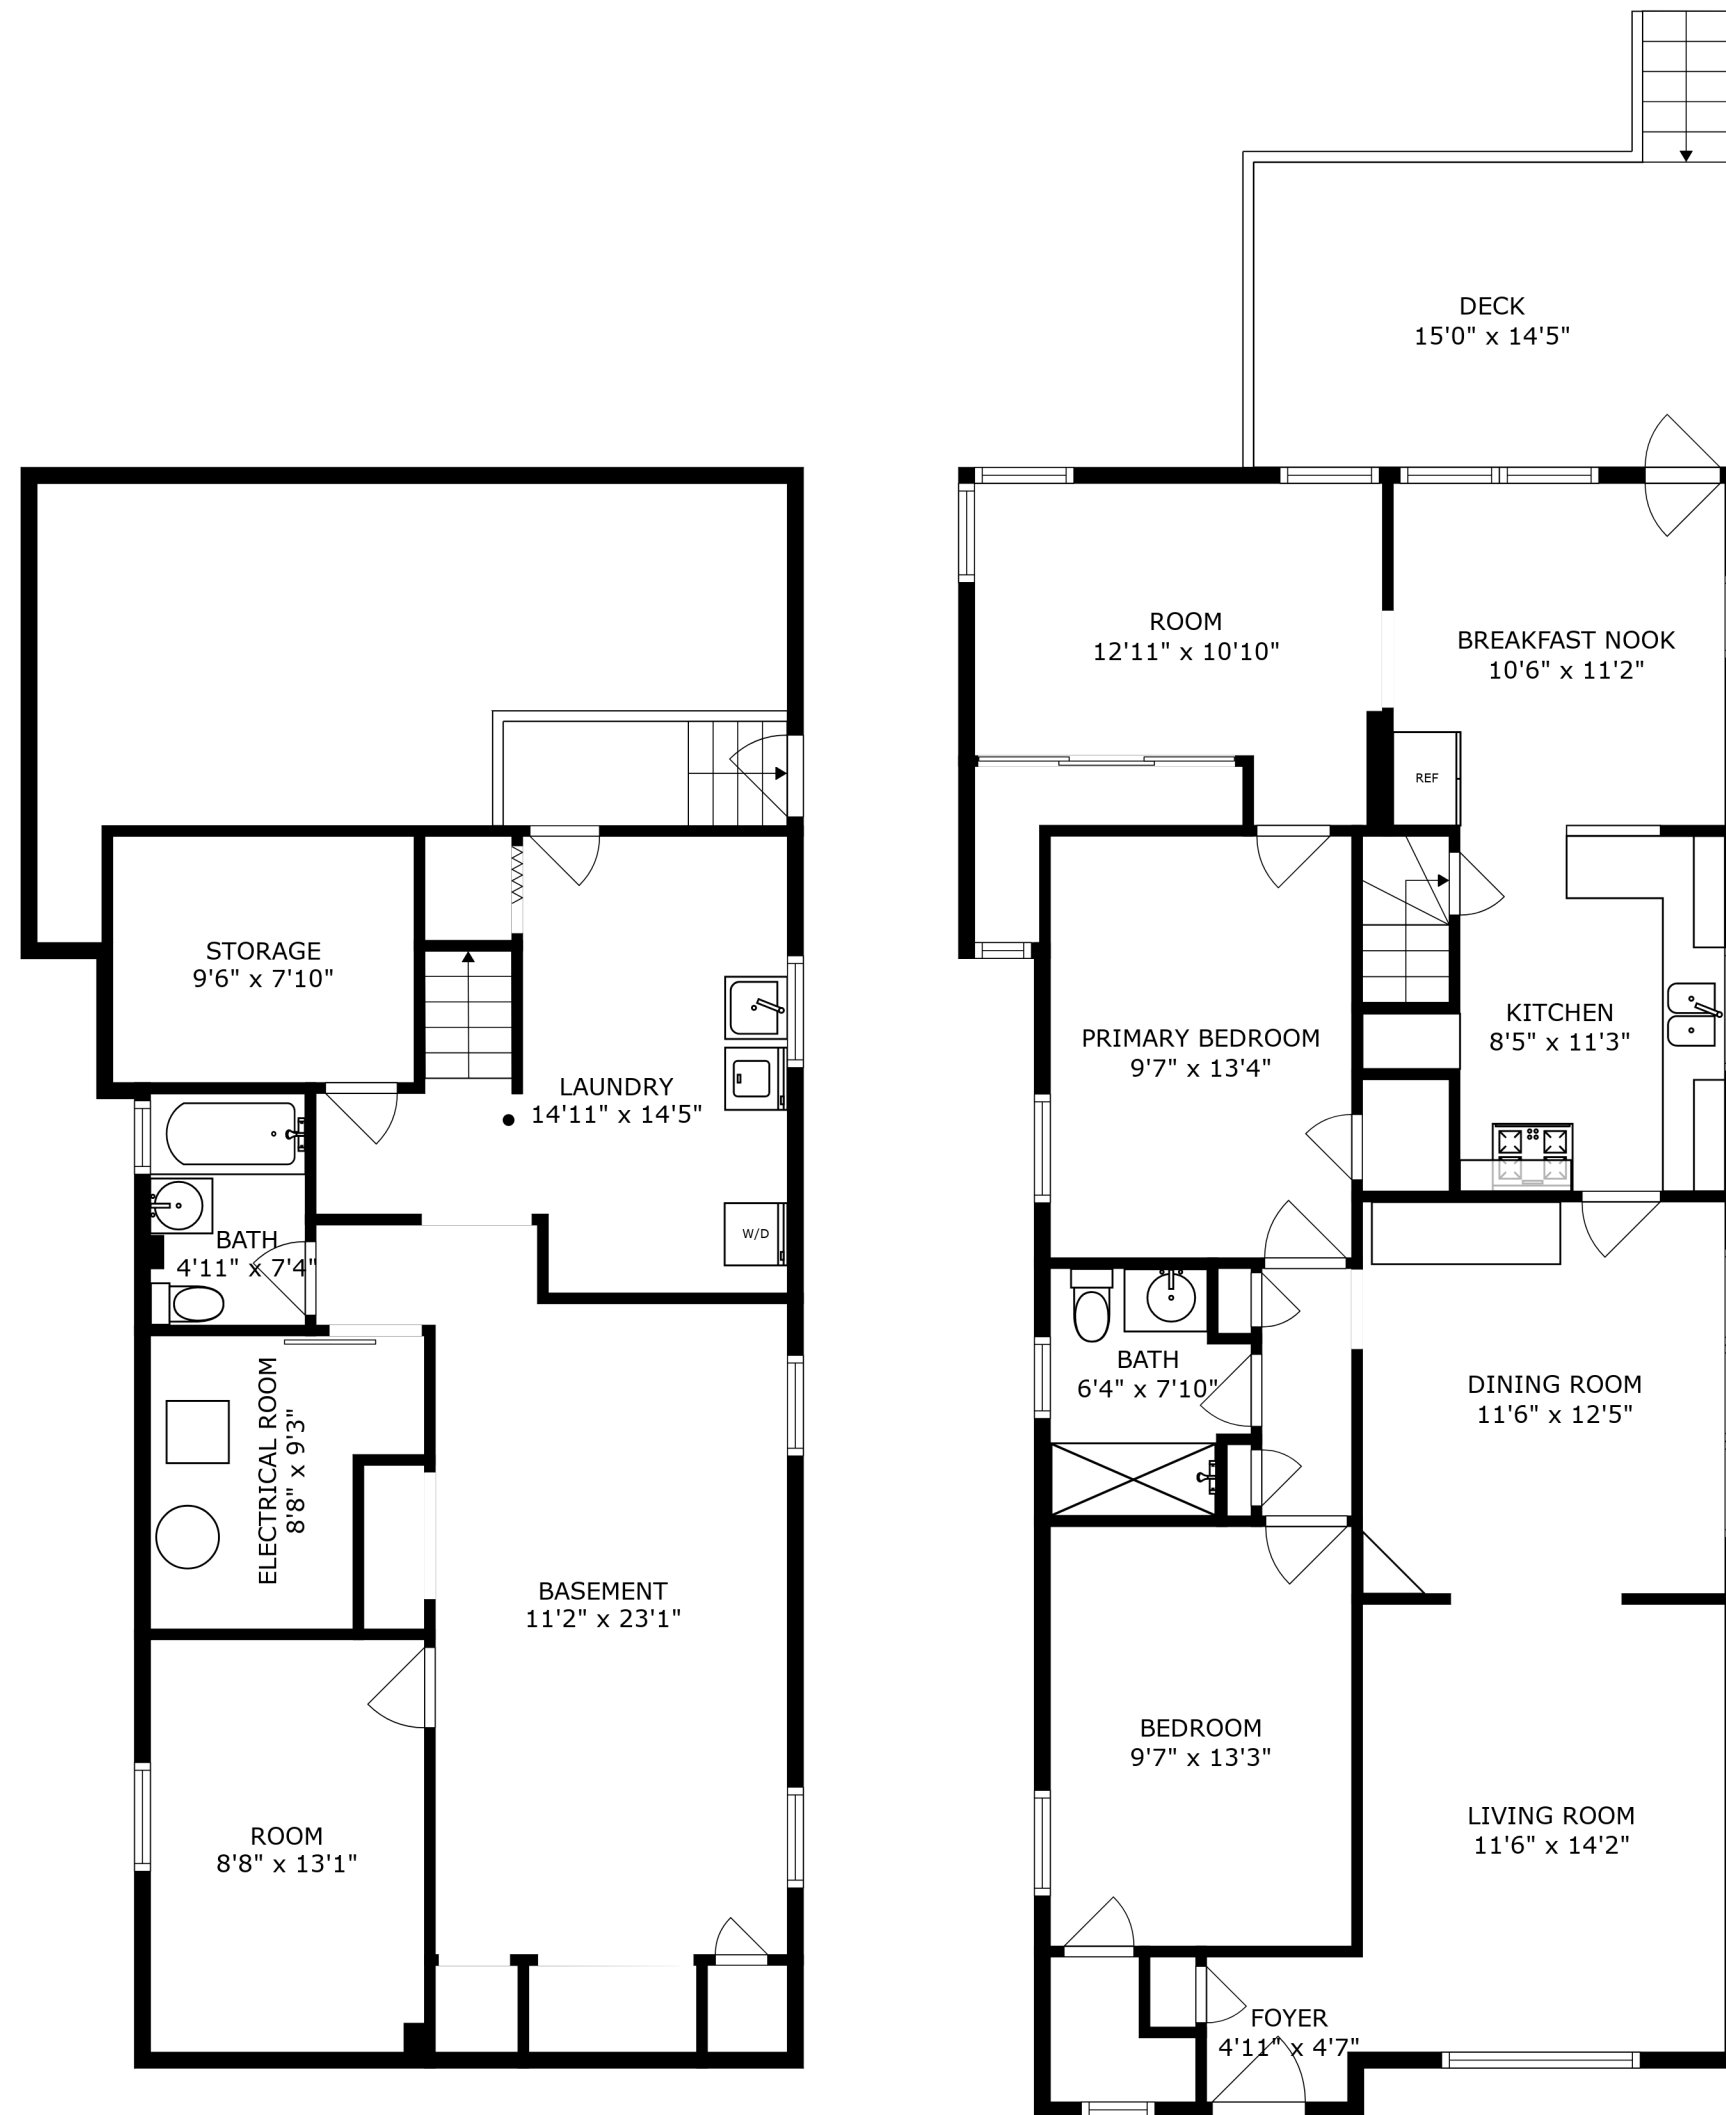 DECK
15'0" x 14'5"
ROOM
12'11" x 10'10"
BREAKFAST NOOK
10'6" x 11'2"
REF
STORAGE
9'6" x 7'10"
LAUNDRY
14'11" x 14'5"
PRIMARY BEDROOM
9'7" x 13'4"
KITCHEN
8'5" x 11'3"
BATH
4'11" x 7'4"
W/D
BATH
6'4" x 7'10"
DINING ROOM
11'6" x 12'5"
ELECTRICAL ROOM
8'8" x 9'3"
BASEMENT
11'2" x 23'1"
BEDROOM
9'7" x 13'3"
ROOM
8'8" x 13'1"
LIVING ROOM
11'6" x 14'2"
FOYER
4'11" x 4'7"